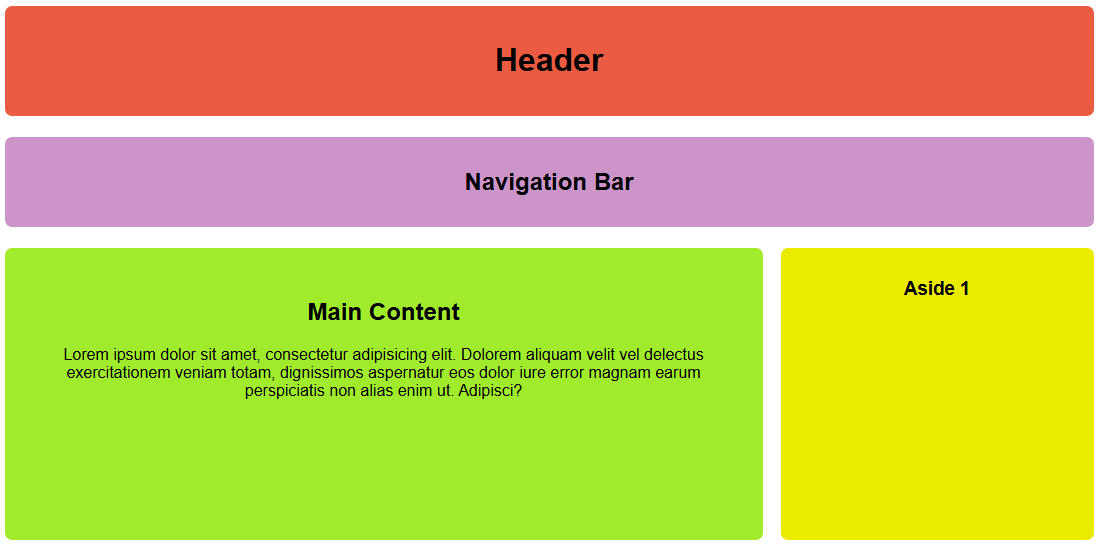 Header
Navigation Bar
Main Content
Lorem ipsum dolor sit amet, consectetur adipisicing elit. Dolorem aliquam velit vel delectus
exercitationem veniam totam, dignissimos aspernatur eos dolor iure error magnam earum
perspiciatis non alias enim ut. Adipisci?
Aside 1